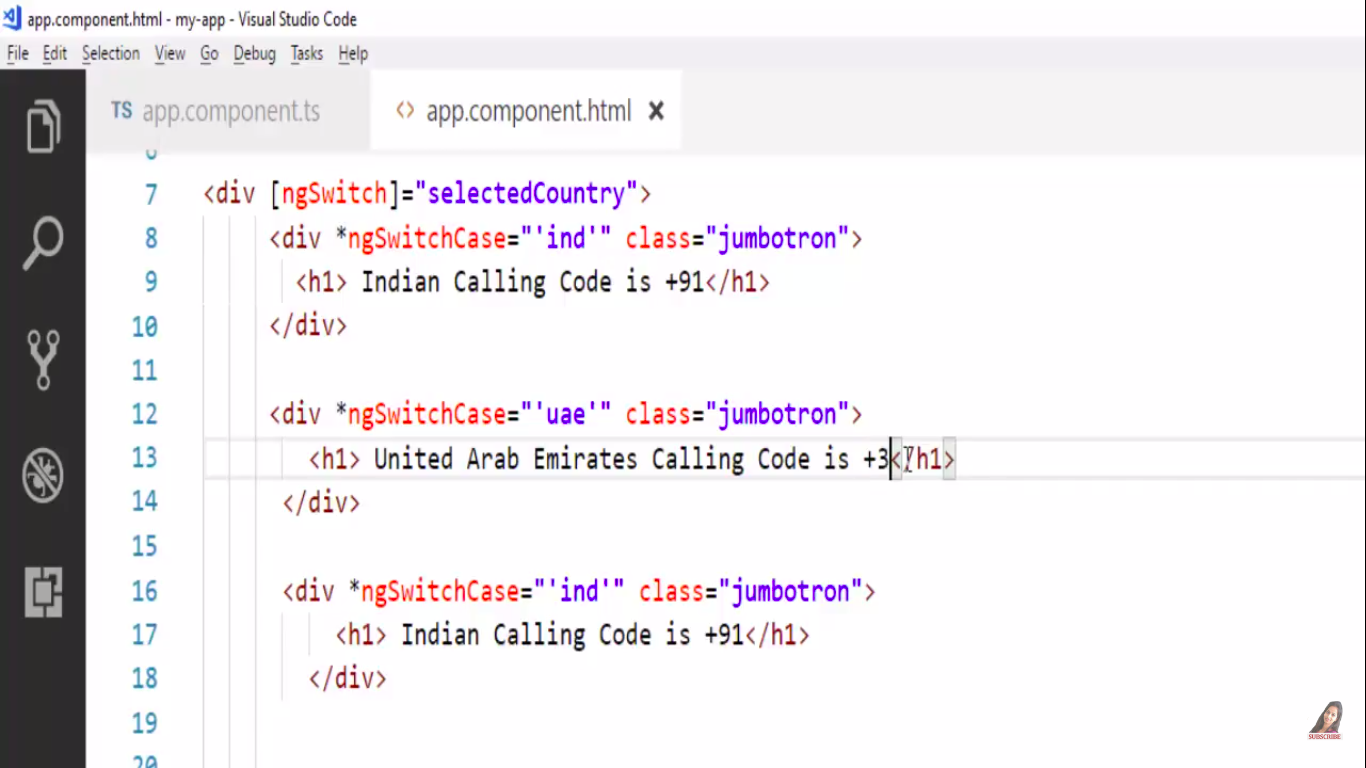 app.component.html - my-app - Visual Studio Code
File Edit Selection View Go Debug Tasks Help
TS app.component.ts <> app.component.html ×
6
7 <div [ngSwitch]="selectedCountry">
8 <div *ngSwitchCase="'ind'" class="jumbotron">
9 <h1> Indian Calling Code is +91</h1>
10 </div>
11
12 <div *ngSwitchCase="'uae'" class="jumbotron">
13 <h1> United Arab Emirates Calling Code is +3</h1>
14 </div>
15
16 <div *ngSwitchCase="'ind'" class="jumbotron">
17 <h1> Indian Calling Code is +91</h1>
18 </div>
19
20
SUBSCRIBE